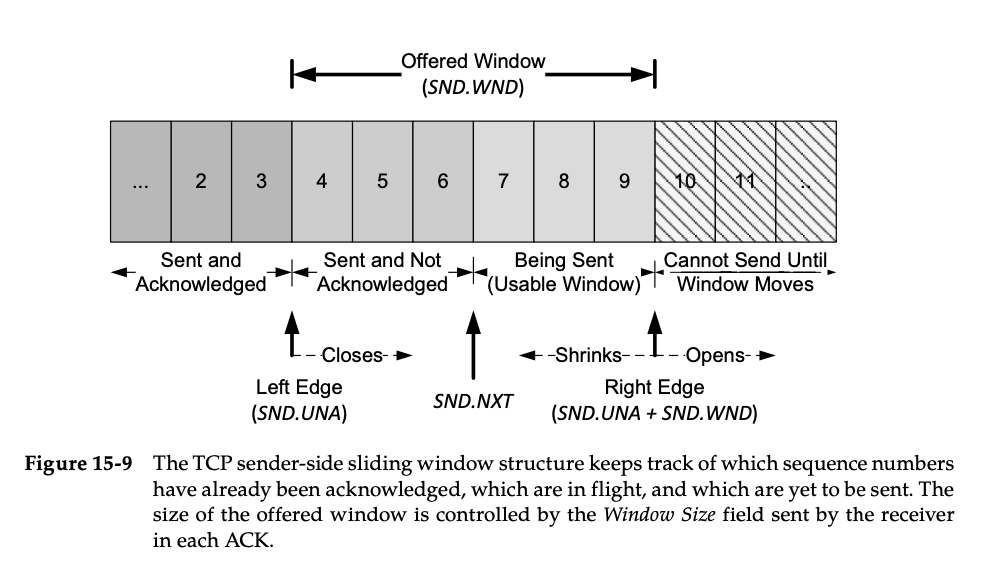 Offered Window
(SND.WND)
... 2 3 4 5 6 7 8 9 10 11 ..
Sent and Acknowledged
Sent and Not Acknowledged
Being Sent (Usable Window)
Cannot Send Until Window Moves
Closes
Shrinks
Opens
Left Edge
(SND.UNA)
SND.NXT
Right Edge
(SND.UNA + SND.WND)
Figure 15-9 The TCP sender-side sliding window structure keeps track of which sequence numbers
have already been acknowledged, which are in flight, and which are yet to be sent. The
size of the offered window is controlled by the Window Size field sent by the receiver
in each ACK.